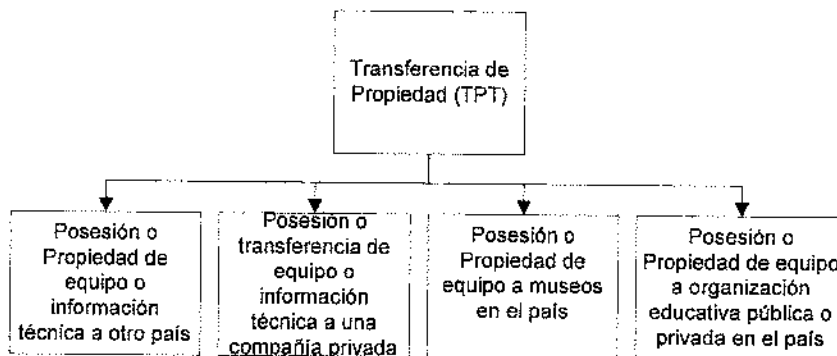 Transferencia de
Propiedad (TPT)
Posesión o
Propiedad de
equipo o
información
técnica a otro país
Posesión o
transferencia de
equipo o
información
técnica a una
compañía privada
Posesión o
Propiedad de
equipo a museos
en el país
Posesión o
Propiedad de equipo
a organización
educativa pública o
privada en el país